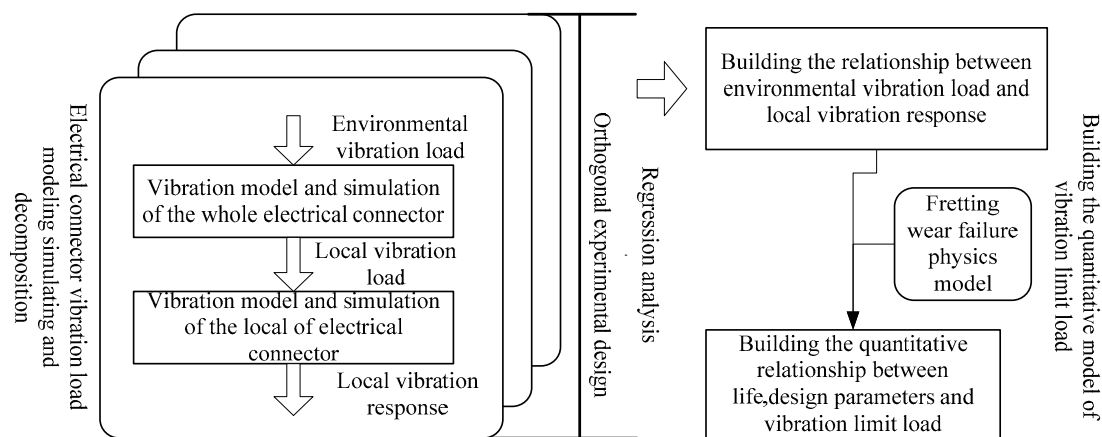 Electrical connector vibration load
modeling simulating and
decomposition
Environmental
vibration load
Vibration model and simulation
of the whole electrical connector
Local vibration
load
Vibration model and simulation
of the local of electrical
connector
Local vibration
response
Orthogonal experimental design
Regression analysis
Building the relationship between
environmental vibration load and
local vibration response
Fretting
wear failure
physics
model
Building the quantitative
relationship between
life,design parameters and
vibration limit load
Building the quantitative model of
vibration limit load